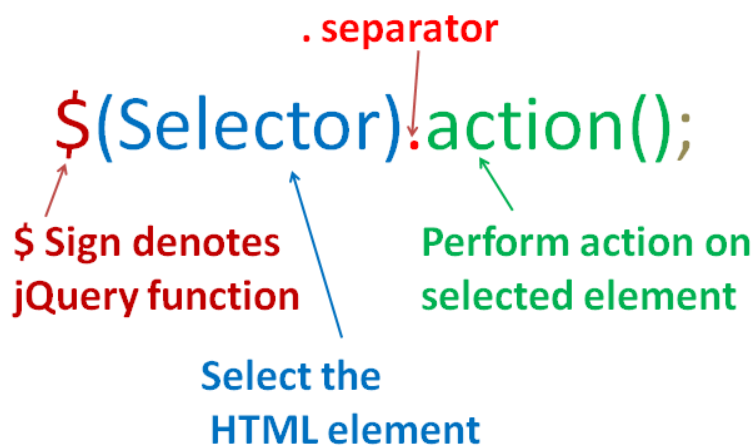 . separator
$(Selector).action();
$ Sign denotes
jQuery function
Perform action on
selected element
Select the
HTML element